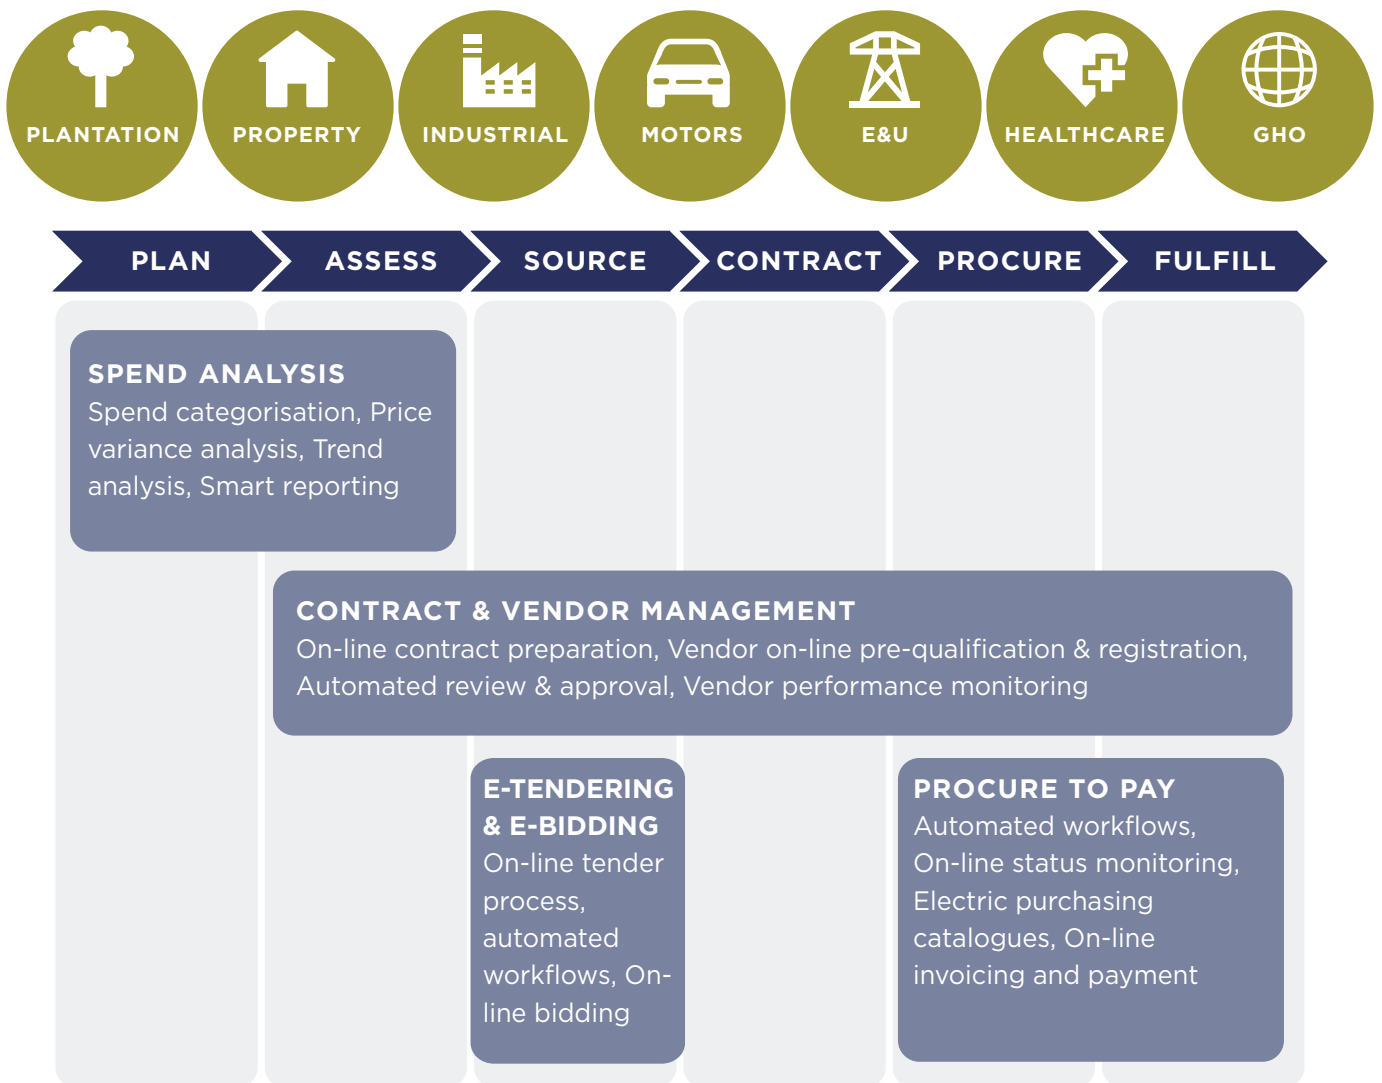 PLANTATION
PROPERTY
INDUSTRIAL
MOTORS
E&U
HEALTHCARE
GHO
PLAN
ASSESS
SOURCE
CONTRACT
PROCURE
FULFILL
SPEND ANALYSIS
Spend categorisation, Price
variance analysis, Trend
analysis, Smart reporting
CONTRACT & VENDOR MANAGEMENT
On-line contract preparation, Vendor on-line pre-qualification & registration,
Automated review & approval, Vendor performance monitoring
E-TENDERING
& E-BIDDING
On-line tender
process,
automated
workflows, On-
line bidding
PROCURE TO PAY
Automated workflows,
On-line status monitoring,
Electric purchasing
catalogues, On-line
invoicing and payment